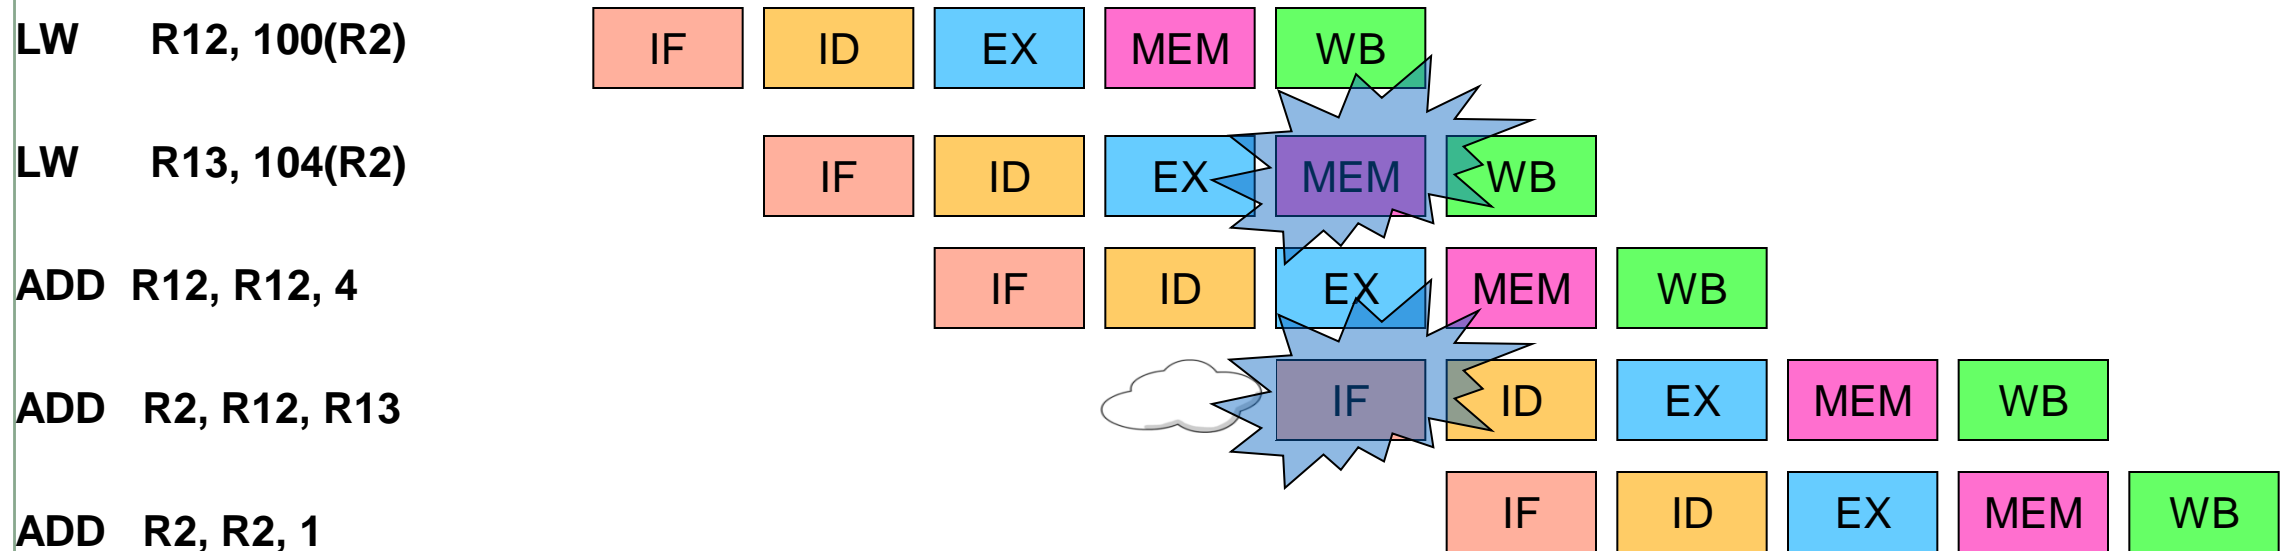 LW R12, 100(R2) IF ID EX MEM WB
LW R13, 104(R2) IF ID EX MEM WB
ADD R12, R12, 4 IF ID EX MEM WB
ADD R2, R12, R13 IF ID EX MEM WB
ADD R2, R2, 1 IF ID EX MEM WB